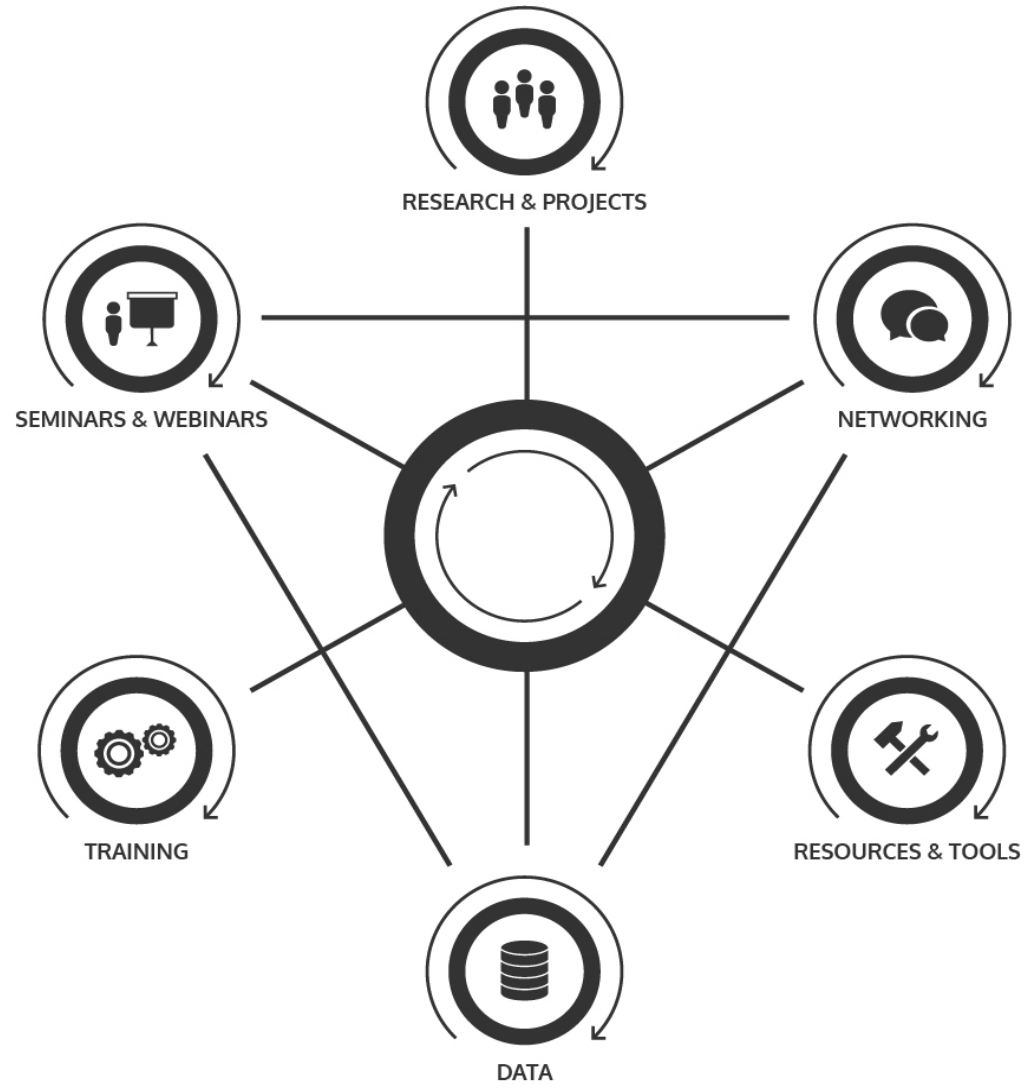 RESEARCH & PROJECTS
SEMINARS & WEBINARS
NETWORKING
TRAINING
RESOURCES & TOOLS
DATA